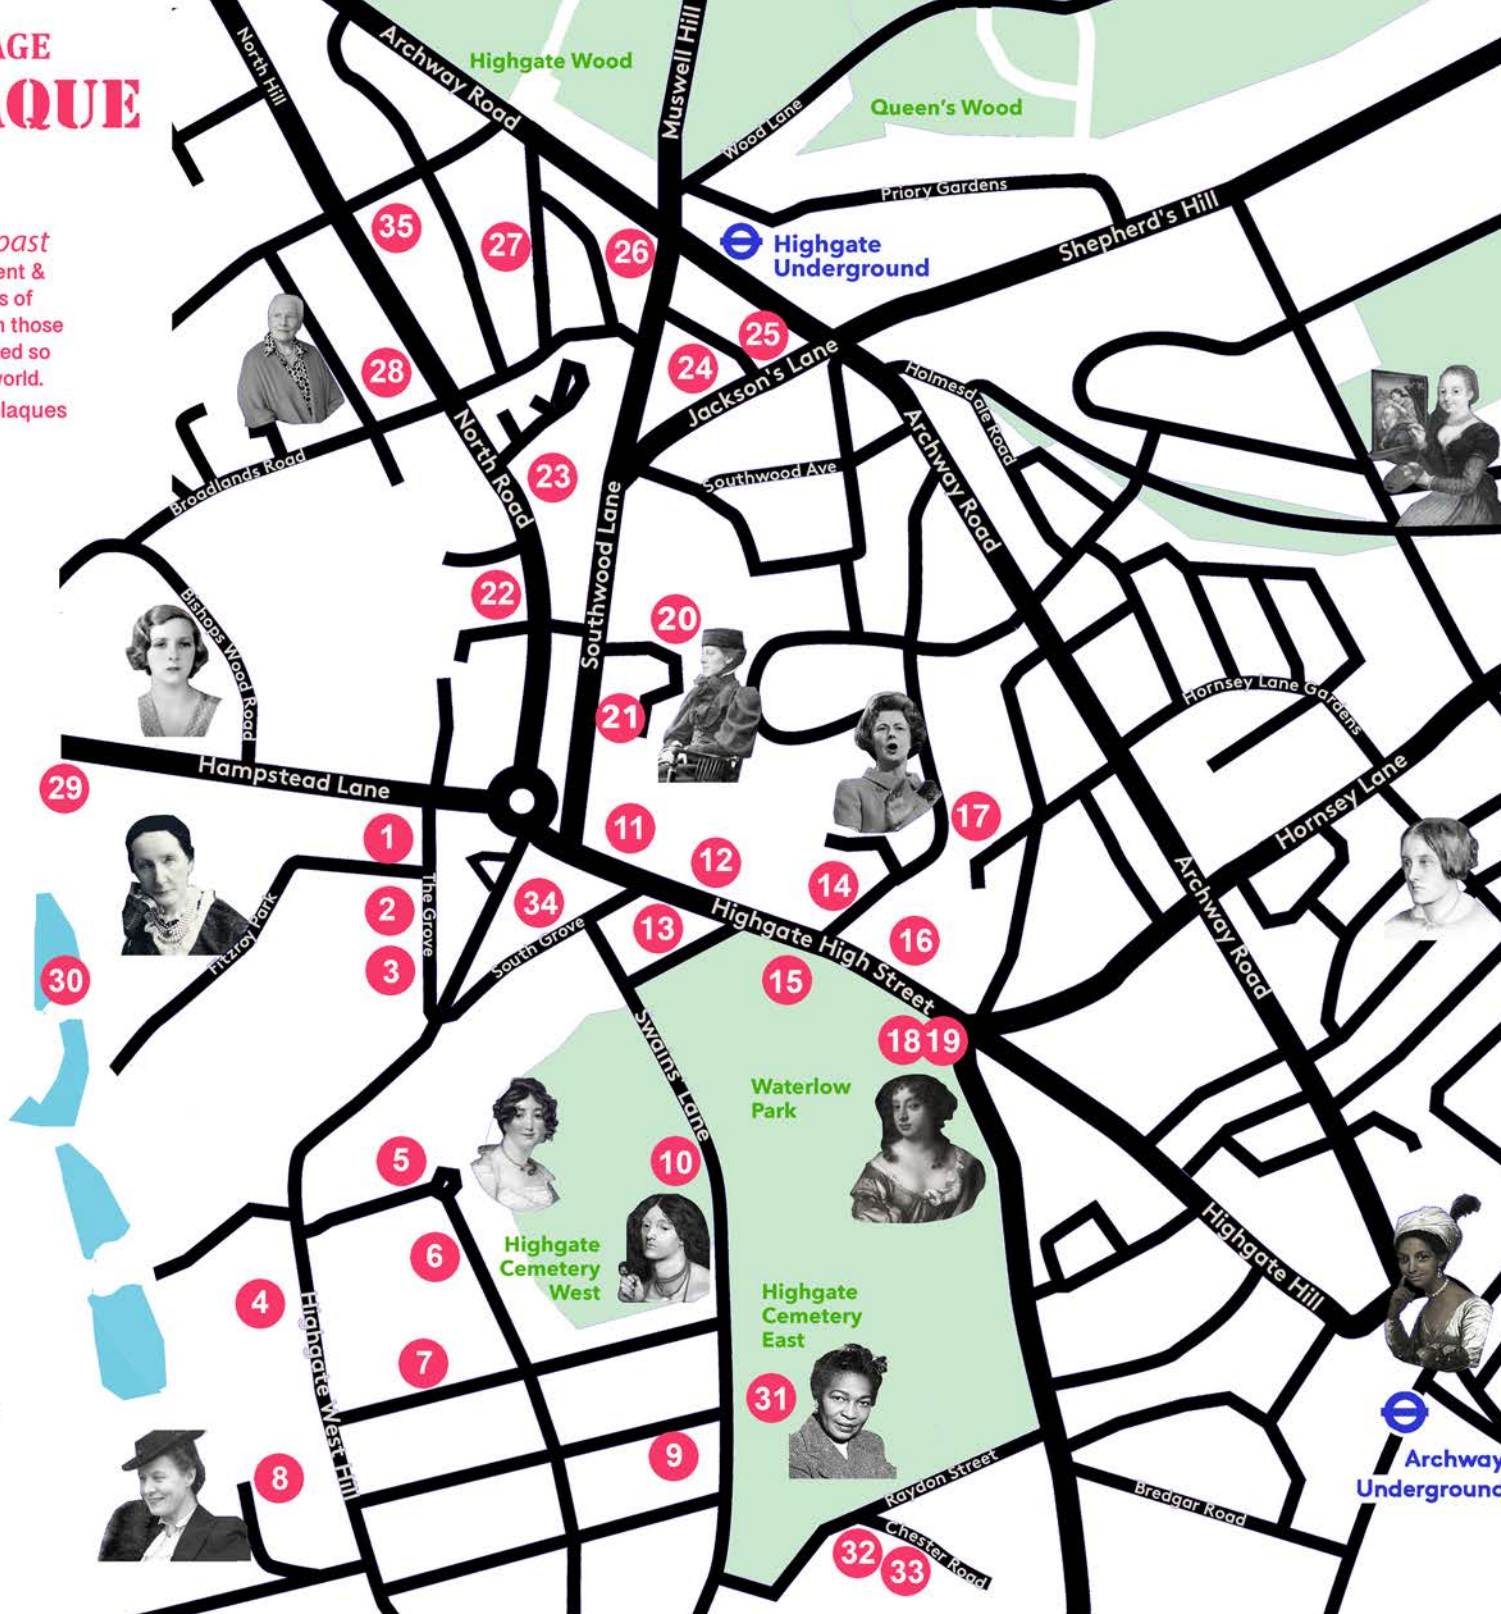 AGE
AQUE
past
ent &
s of
n those
ed so
vorld.
laques
North Hill
Archway Road
Highgate Wood
Muswell Hill
Wood Lane
Queen's Wood
Priory Gardens
Shepherd's Hill
Highgate
Underground
35
27
26
25
24
28
Jackson's Lane
Holmesdale Road
Archway Road
North Road
Broadlands Road
23
Southwood Ave
Southwood Lane
22
20
21
Bishops Wood Road
Hornsey Lane Gardens
Hornsey Lane
Hampstead Lane
29
1
11
12
17
14
2
The Grove
34
13
Highgate High Street
16
Archway Road
Fitzroy Park
South Grove
3
30
15
18
19
Swains' Lane
Waterlow
Park
5
10
6
Highgate
Cemetery
West
Highgate Hill
4
Highgate West Hill
Highgate
Cemetery
East
7
31
8
9
Raydon Street
Bredgar Road
Archway
Underground
Chester Road
32
33